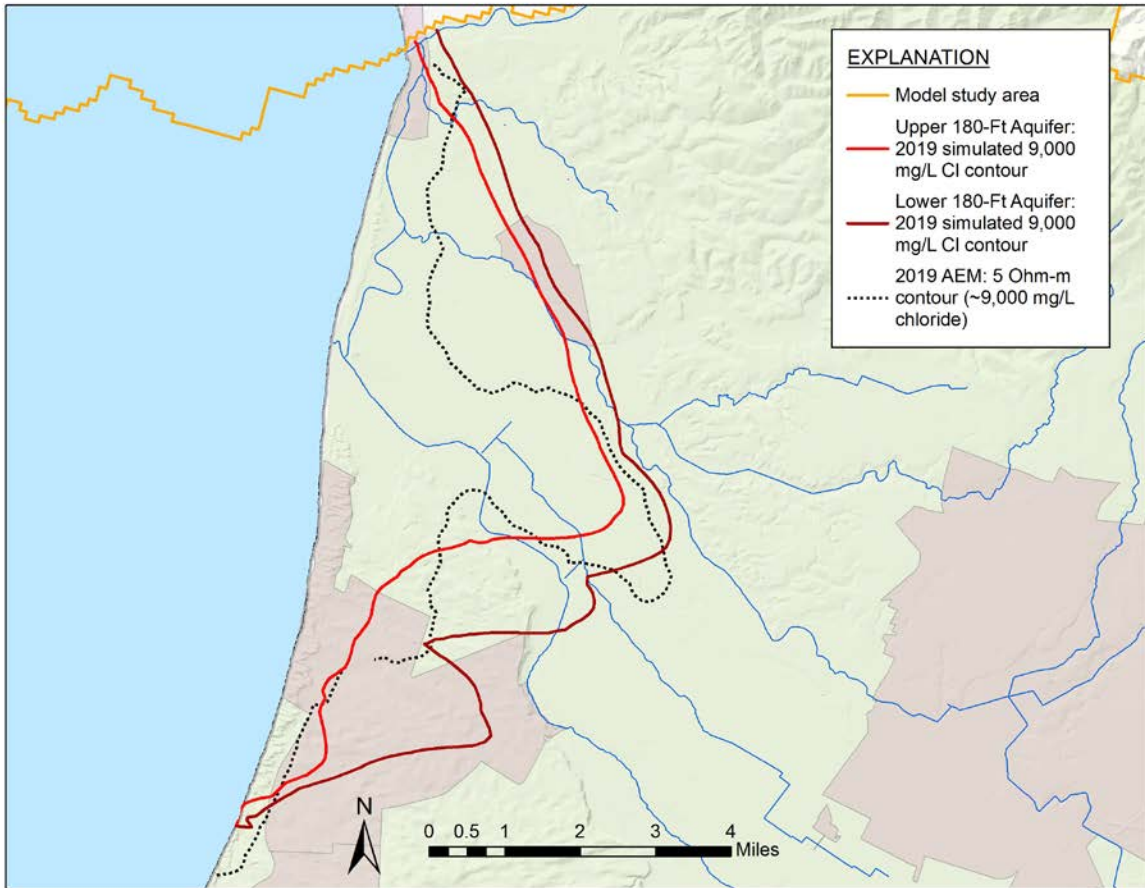 EXPLANATION
Model study area
Upper 180-Ft Aquifer:
2019 simulated 9,000
mg/L Cl contour
Lower 180-Ft Aquifer:
2019 simulated 9,000
mg/L Cl contour
2019 AEM: 5 Ohm-m
contour (~9,000 mg/L
chloride)
N
0 0.5 1 2 3 4
Miles